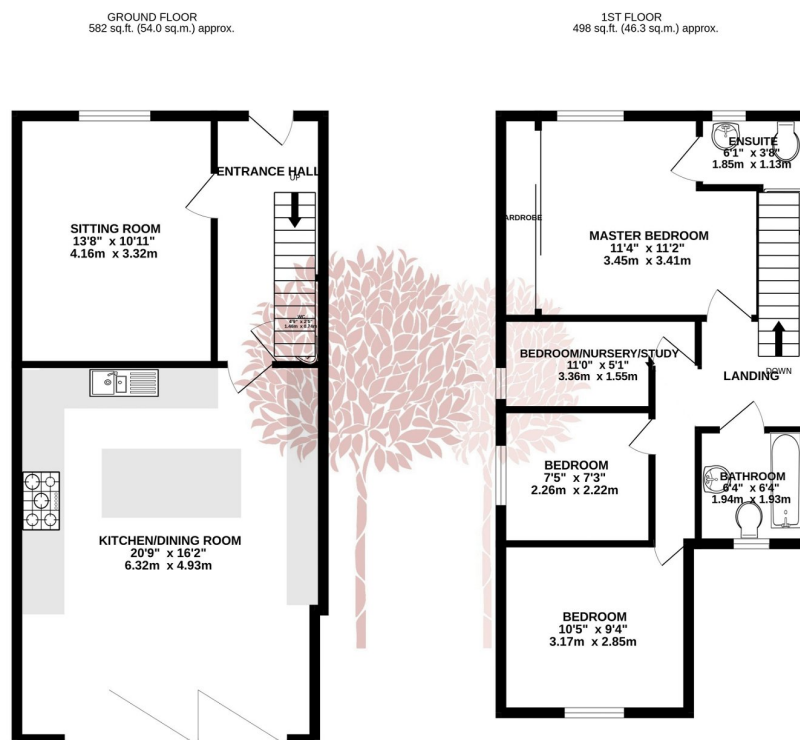 GROUND FLOOR
582 sq.ft. (54.0 sq.m.) approx.
1ST FLOOR
498 sq.ft. (46.3 sq.m.) approx.
ENTRANCE HALL
UP
SITTING ROOM
13'8" x 10'11"
4.16m x 3.32m
WC
KITCHEN/DINING ROOM
20'9" x 16'2"
6.32m x 4.93m
ENSUITE
6'1" x 3'8"
1.85m x 1.13m
ARDROBE
MASTER BEDROOM
11'4" x 11'2"
3.45m x 3.41m
BEDROOM/NURSERY/STUDY
11'0" x 5'1"
3.36m x 1.55m
LANDING
DOWN
BEDROOM
7'5" x 7'3"
2.26m x 2.22m
BATHROOM
6'4" x 6'4"
1.94m x 1.93m
BEDROOM
10'5" x 9'4"
3.17m x 2.85m